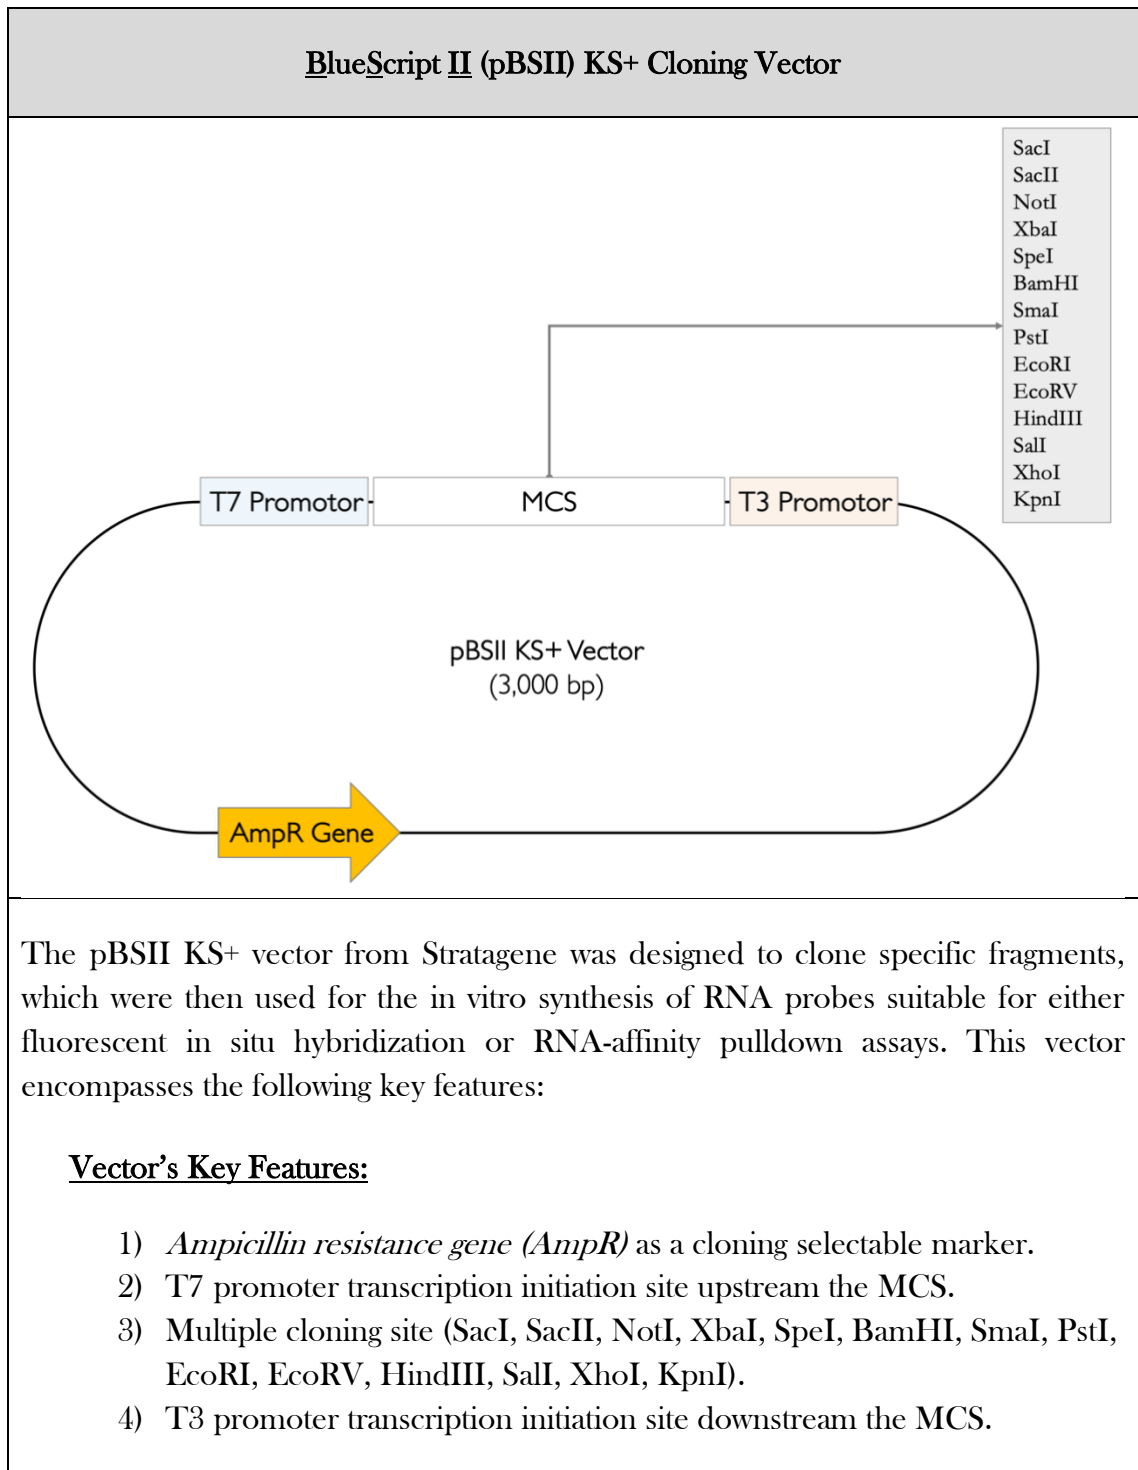 BlueScript II (pBSII) KS+ Cloning Vector
SacI
SacII
NotI
XbaI
SpeI
BamHI
SmaI
PstI
EcoRI
EcoRV
HindIII
SalI
XhoI
KpnI
T7 Promotor
MCS
T3 Promotor
pBSII KS+ Vector
(3,000 bp)
AmpR Gene
The pBSII KS+ vector from Stratagene was designed to clone specific fragments,
which were then used for the in vitro synthesis of RNA probes suitable for either
fluorescent in situ hybridization or RNA-affinity pulldown assays. This vector
encompasses the following key features:
Vector’s Key Features:
1) Ampicillin resistance gene (AmpR) as a cloning selectable marker.
2) T7 promoter transcription initiation site upstream the MCS.
3) Multiple cloning site (SacI, SacII, NotI, XbaI, SpeI, BamHI, SmaI, PstI,
EcoRI, EcoRV, HindIII, SalI, XhoI, KpnI).
4) T3 promoter transcription initiation site downstream the MCS.